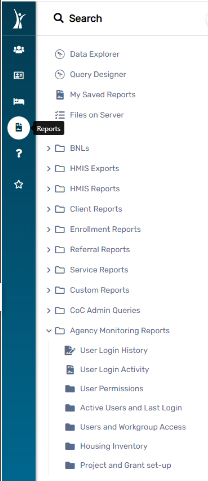 Search
Data Explorer
Query Designer
My Saved Reports
Reports
Files on Server
BNLs
?
HMIS Exports
HMIS Reports
Client Reports
Enrollment Reports
Referral Reports
Service Reports
Custom Reports
CoC Admin Queries
Agency Monitoring Reports
User Login History
User Login Activity
User Permissions
Active Users and Last Login
Users and Workgroup Access
Housing Inventory
Project and Grant set-up